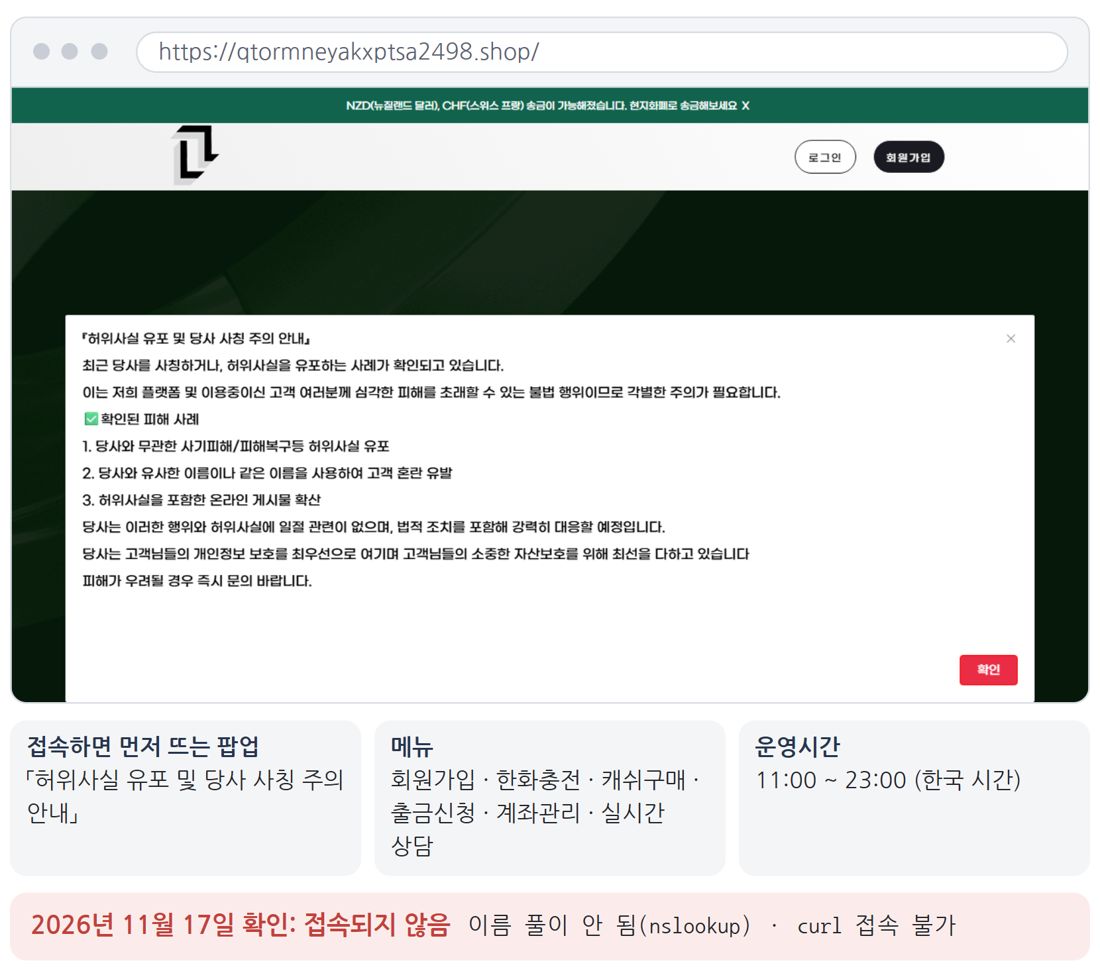 https://qtormneyakxptsa2498.shop/
NZD(뉴질랜드 달러), CHF(스위스 프랑) 송금이 가능해졌습니다. 현지화폐로 송금해보세요 X
로그인
회원가입
『허위사실 유포 및 당사 사칭 주의 안내』
최근 당사를 사칭하거나, 허위사실을 유포하는 사례가 확인되고 있습니다.
이는 저희 플랫폼 및 이용중이신 고객 여러분께 심각한 피해를 초래할 수 있는 불법 행위이므로 각별한 주의가 필요합니다.
✅확인된 피해 사례
1. 당사와 무관한 사기피해/피해복구등 허위사실 유포
2. 당사와 유사한 이름이나 같은 이름을 사용하여 고객 혼란 유발
3. 허위사실을 포함한 온라인 게시물 확산
당사는 이러한 행위와 허위사실에 일절 관련이 없으며, 법적 조치를 포함해 강력히 대응할 예정입니다.
당사는 고객님들의 개인정보 보호를 최우선으로 여기며 고객님들의 소중한 자산보호를 위해 최선을 다하고 있습니다
피해가 우려될 경우 즉시 문의 바랍니다.
확인
접속하면 먼저 뜨는 팝업
「허위사실 유포 및 당사 사칭 주의
안내」
메뉴
회원가입 · 한화충전 · 캐쉬구매 ·
출금신청 · 계좌관리 · 실시간
상담
운영시간
11:00 ~ 23:00 (한국 시간)
2026년 11월 17일 확인: 접속되지 않음 이름 풀이 안 됨(nslookup) · curl 접속 불가